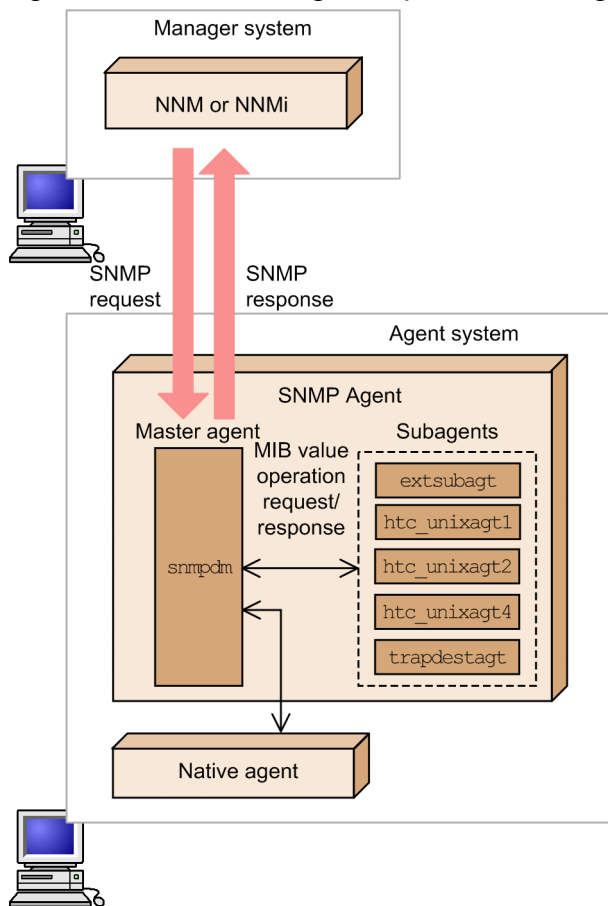 Manager system
NNM or NNMi
SNMP
request
SNMP
response
Agent system
SNMP Agent
Master agent
snmpdm
MIB value
operation
request/
response
Subagents
extsubagt
htc_unixagt1
htc_unixagt2
htc_unixagt4
trapdestagt
Native agent